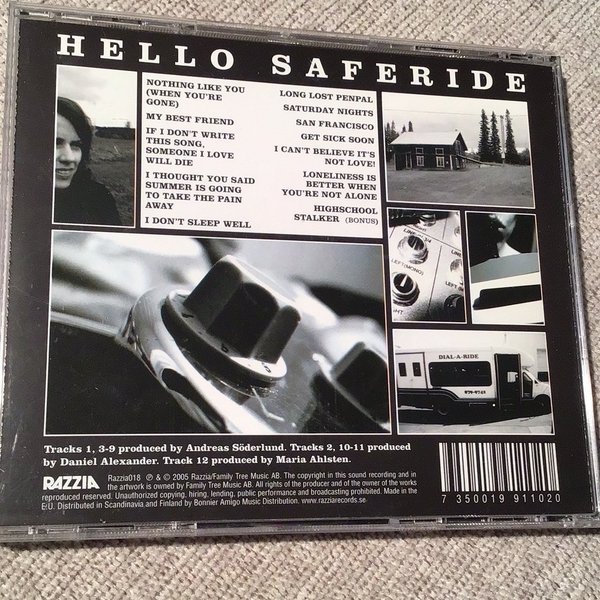 HELLO SAFERIDE
NOTHING LIKE YOU
(WHEN YOU'RE
GONE)
MY BEST FRIEND
IF I DON'T WRITE
THIS SONG,
SOMEONE I LOVE
WILL DIE
I THOUGHT YOU SAID
SUMMER IS GOING
TO TAKE THE PAIN
AWAY
I DON'T SLEEP WELL
LONG LOST PENPAL
SATURDAY NIGHTS
SAN FRANCISCO
GET SICK SOON
I CAN'T BELIEVE IT'S
NOT LOVE!
LONELINESS IS
BETTER WHEN
YOU'RE NOT ALONE
HIGHSCHOOL
STALKER (BONUS)
LINE 3/4
LEFT(MONO)
LINE
LEFT
DIAL-A-RIDE
Tracks 1, 3-9 produced by Andreas Söderlund. Tracks 2, 10-11 produced
by Daniel Alexander. Track 12 produced by Maria Ahlsten.
RAZZIA
Razzia018 ℗ & © 2005 Razzia/Family Tree Music AB. The copyright in this sound recording and in
the artwork is owned by Family Tree Music AB. All rights of the producer and of the owner of the works
reproduced reserved. Unauthorized copying, hiring, lending, public performance and broadcasting prohibited. Made in the
E.U. Distributed in Scandinavia and Finland by Bonnier Amigo Music Distribution. www.razziarecords.se
7 350019 911020